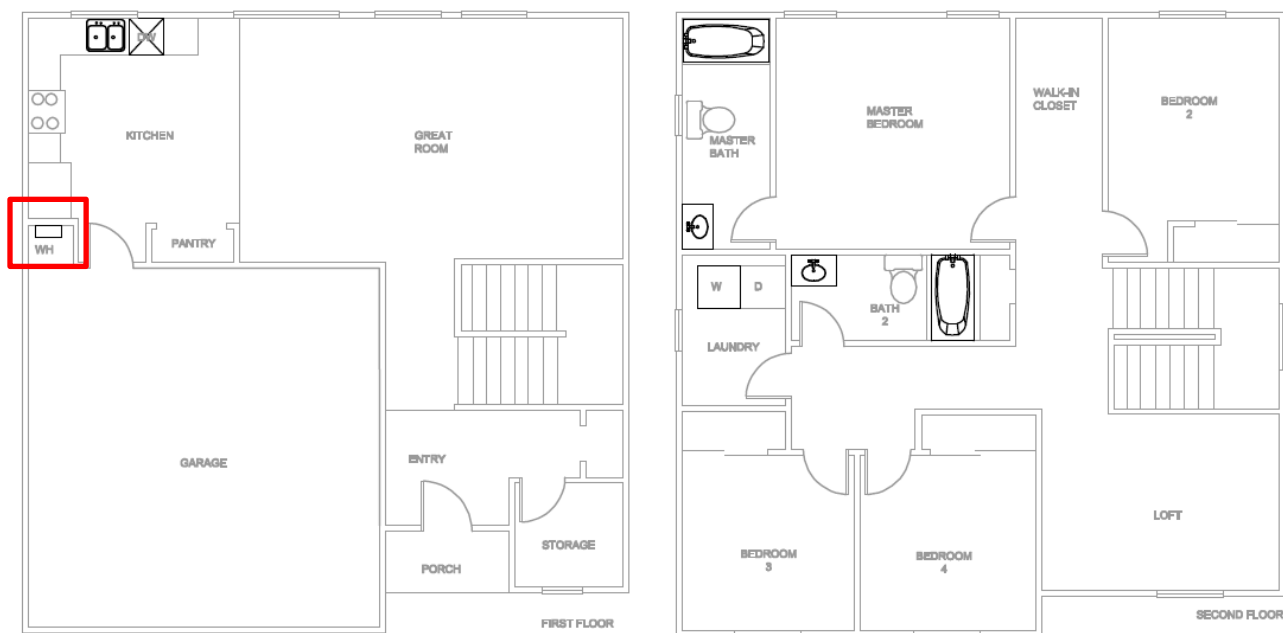 DW
KITCHEN
GREAT
ROOM
PANTRY
WH
GARAGE
ENTRY
STORAGE
PORCH
FIRST FLOOR
MASTER
BATH
MASTER
BEDROOM
WALK-IN
CLOSET
BEDROOM
2
W
D
BATH
2
LAUNDRY
LOFT
BEDROOM
3
BEDROOM
4
SECOND FLOOR